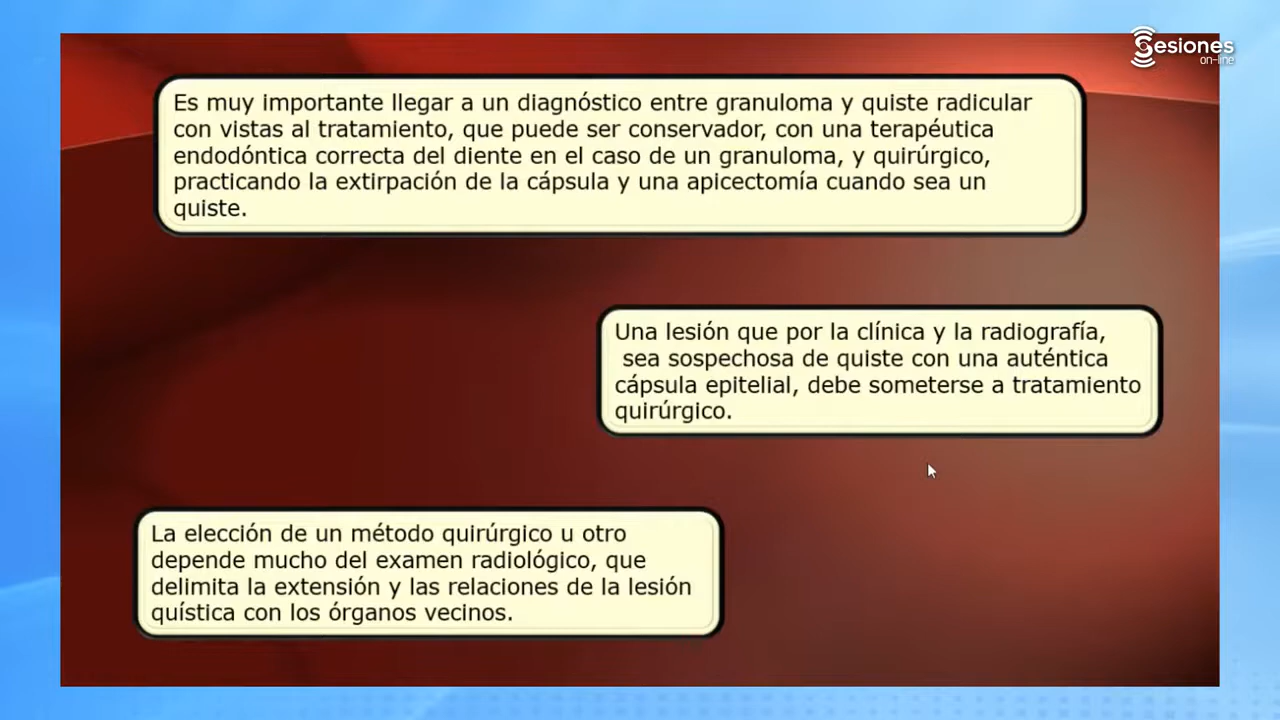 Sesiones
on-line
Es muy importante llegar a un diagnóstico entre granuloma y quiste radicular
con vistas al tratamiento, que puede ser conservador, con una terapéutica
endodóntica correcta del diente en el caso de un granuloma, y quirúrgico,
practicando la extirpación de la cápsula y una apicectomía cuando sea un
quiste.
Una lesión que por la clínica y la radiografía,
sea sospechosa de quiste con una auténtica
cápsula epitelial, debe someterse a tratamiento
quirúrgico.
La elección de un método quirúrgico u otro
depende mucho del examen radiológico, que
delimita la extensión y las relaciones de la lesión
quística con los órganos vecinos.